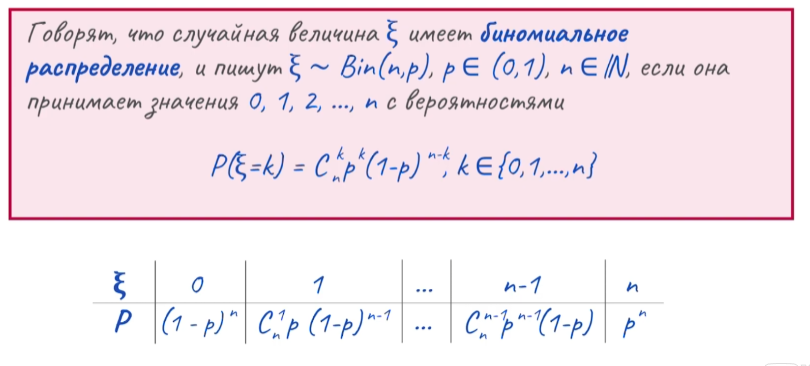 Говорят, что случайная величина ξ имеет биномиальное
распределение, и пишут ξ ~ Bin(n,p), p ∈ (0,1), n ∈ ℕ, если она
принимает значения 0, 1, 2, ..., n с вероятностями
P(ξ=k) = Cₙᵏpᵏ(1-p)ⁿ⁻ᵏ, k ∈ {0,1,...,n}
ξ 0 1 ... n-1 n
P (1-p)ⁿ Cₙ¹p (1-p)ⁿ⁻¹ ... Cₙⁿ⁻¹pⁿ⁻¹(1-p) pⁿ